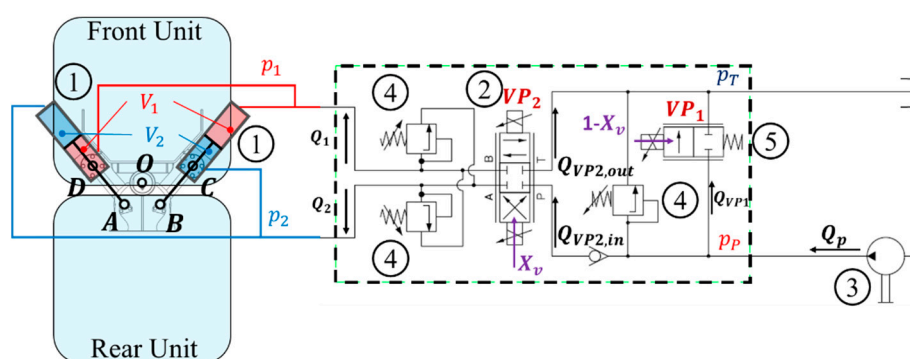 Front Unit
1
p1
V1
V2
1
O
D
C
A
B
p2
Rear Unit
4
2
VP2
Q1
Q2
B
T
A
P
4
Xv
QVP2,out
QVP2,in
1-Xv
VP1
pT
5
4
QVP1
pP
Qp
3